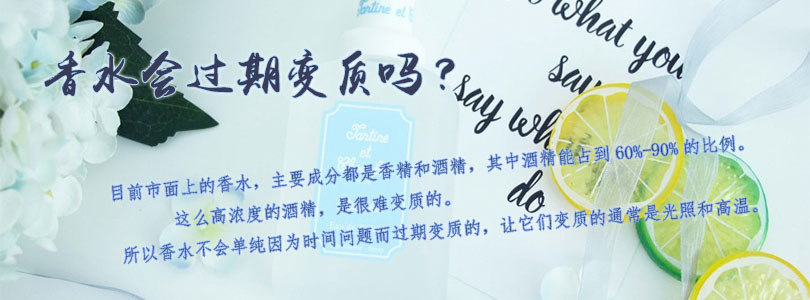 香水会过期变质吗？
Tartine et
what you
say
say wh
do
Tartine
et
目前市面上的香水，主要成分都是香精和酒精，其中酒精能占到60%-90%的比例。
这么高浓度的酒精，是很难变质的。
所以香水不会单纯因为时间问题而过期变质的，让它们变质的通常是光照和高温。